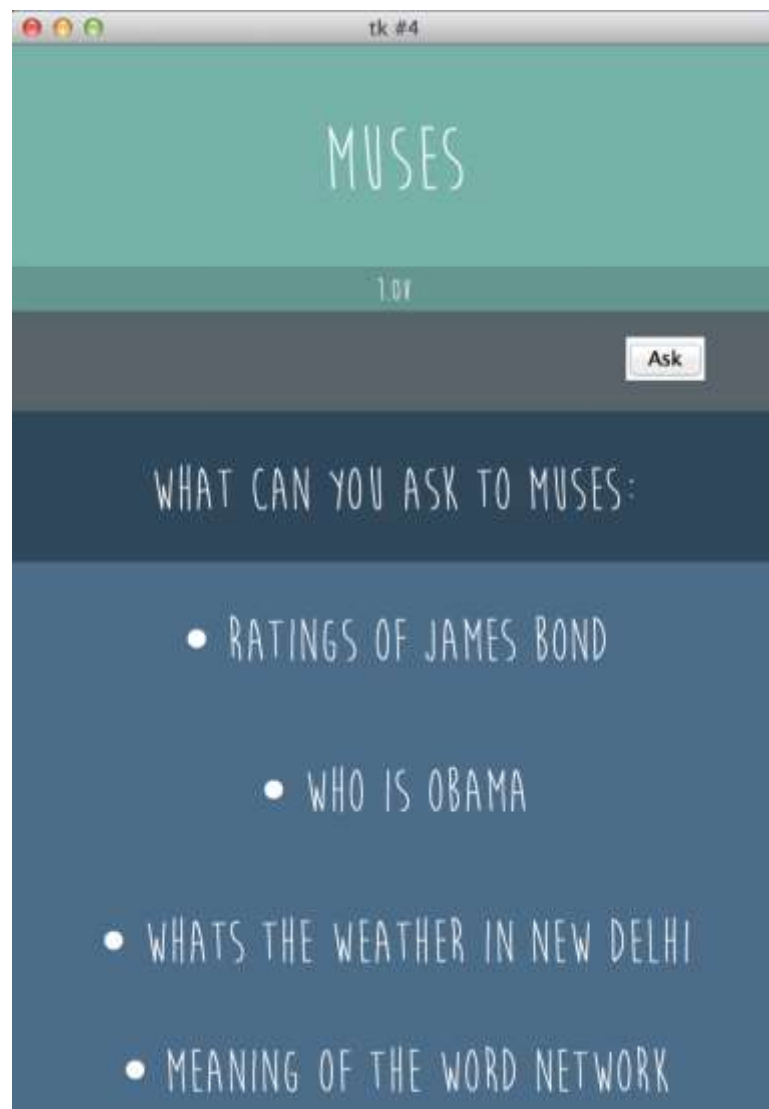 tk #4
MUSES
1.0V
Ask
WHAT CAN YOU ASK TO MUSES:
• RATINGS OF JAMES BOND
• WHO IS OBAMA
• WHATS THE WEATHER IN NEW DELHI
• MEANING OF THE WORD NETWORK